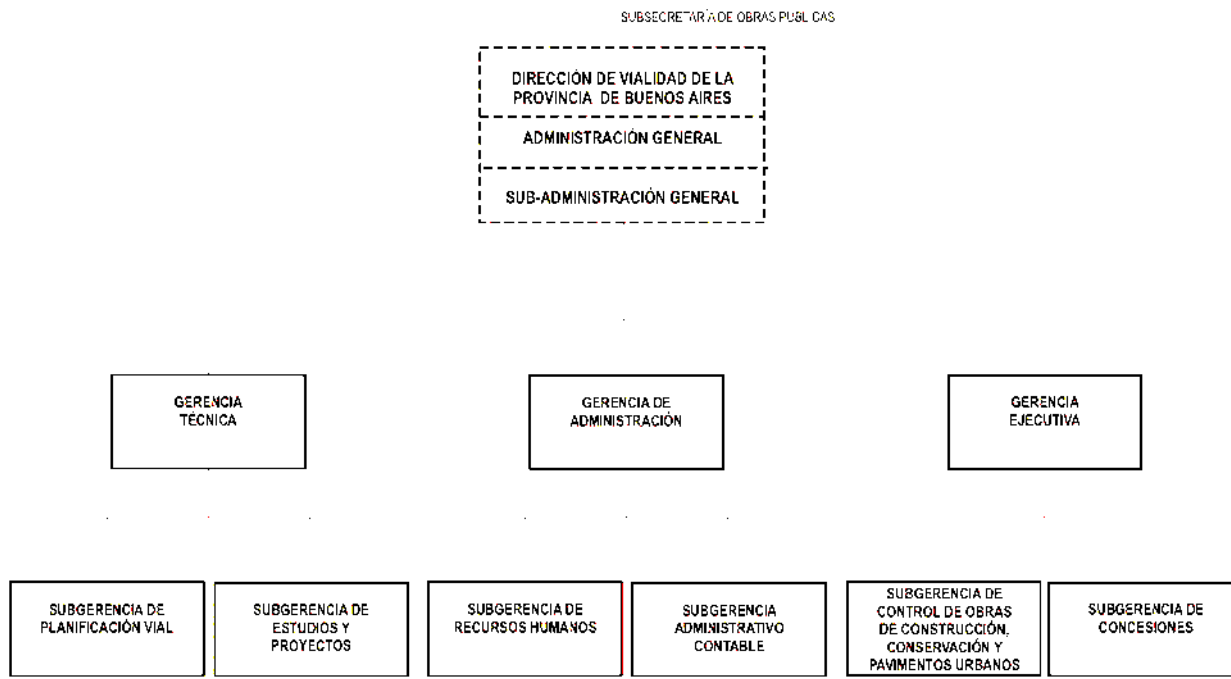 SUBSECRETARÍA DE OBRAS PUBLICAS
DIRECCIÓN DE VIALIDAD DE LA
PROVINCIA DE BUENOS AIRES
ADMINISTRACIÓN GENERAL
SUB-ADMINISTRACIÓN GENERAL
GERENCIA
TÉCNICA
GERENCIA DE
ADMINISTRACIÓN
GERENCIA
EJECUTIVA
SUBGERENCIA DE
PLANIFICACIÓN VIAL
SUBGERENCIA DE
ESTUDIOS Y
PROYECTOS
SUBGERENCIA DE
RECURSOS HUMANOS
SUBGERENCIA
ADMINISTRATIVO
CONTABLE
SUBGERENCIA DE
CONTROL DE OBRAS
DE CONSTRUCCIÓN,
CONSERVACIÓN Y
PAVIMENTOS URBANOS
SUBGERENCIA DE
CONCESIONES